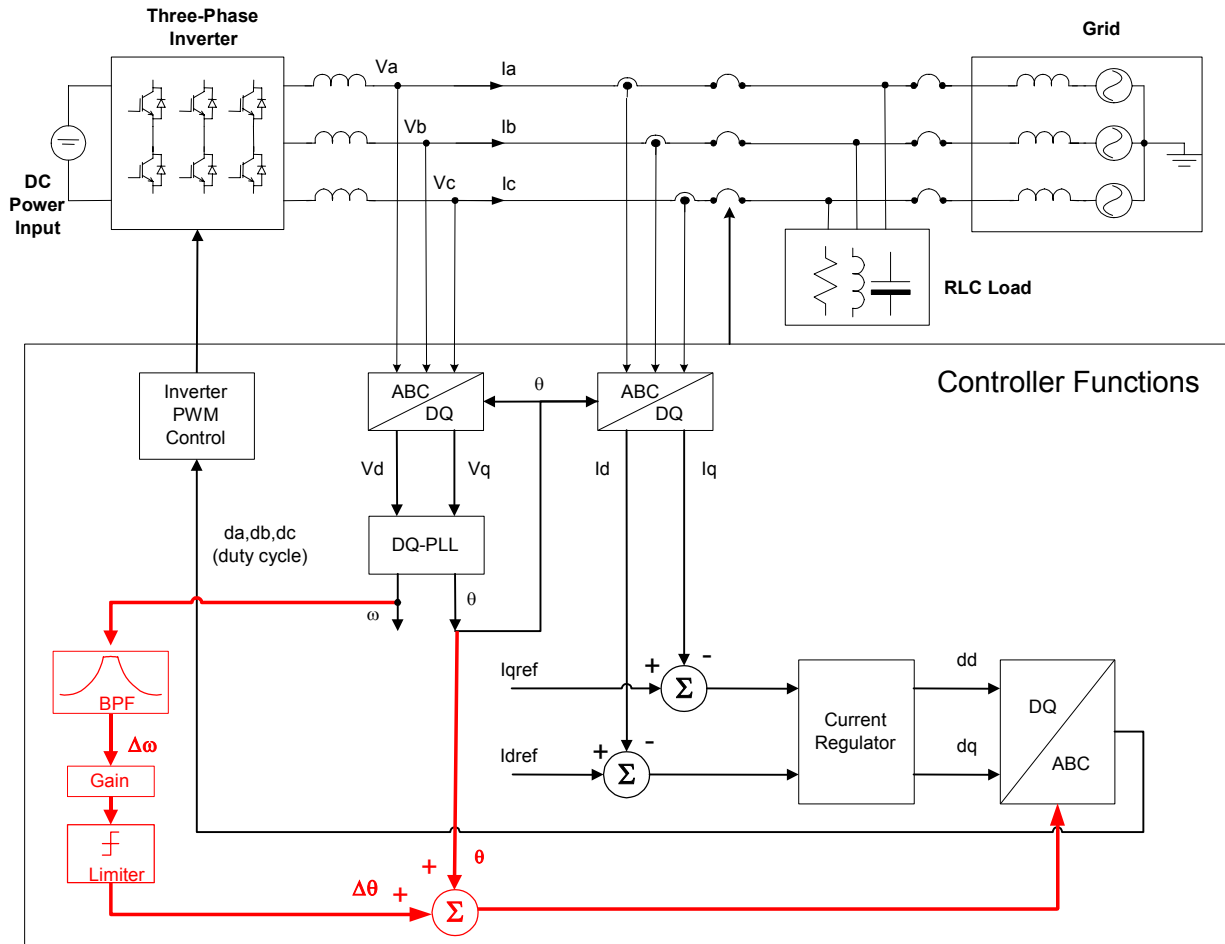 Three-Phase
Inverter
Grid
Va
Ia
Vb
Ib
Vc
Ic
DC
Power
Input
RLC Load
Controller Functions
Inverter
PWM
Control
ABC
DQ
θ
ABC
DQ
Vd
Vq
Id
Iq
da,db,dc
(duty cycle)
DQ-PLL
ω
θ
BPF
Δω
Gain
Limiter
Iqref
+
-
Σ
Idref
+
-
Σ
Current
Regulator
dd
dq
DQ
ABC
θ
+
Δθ
+
Σ